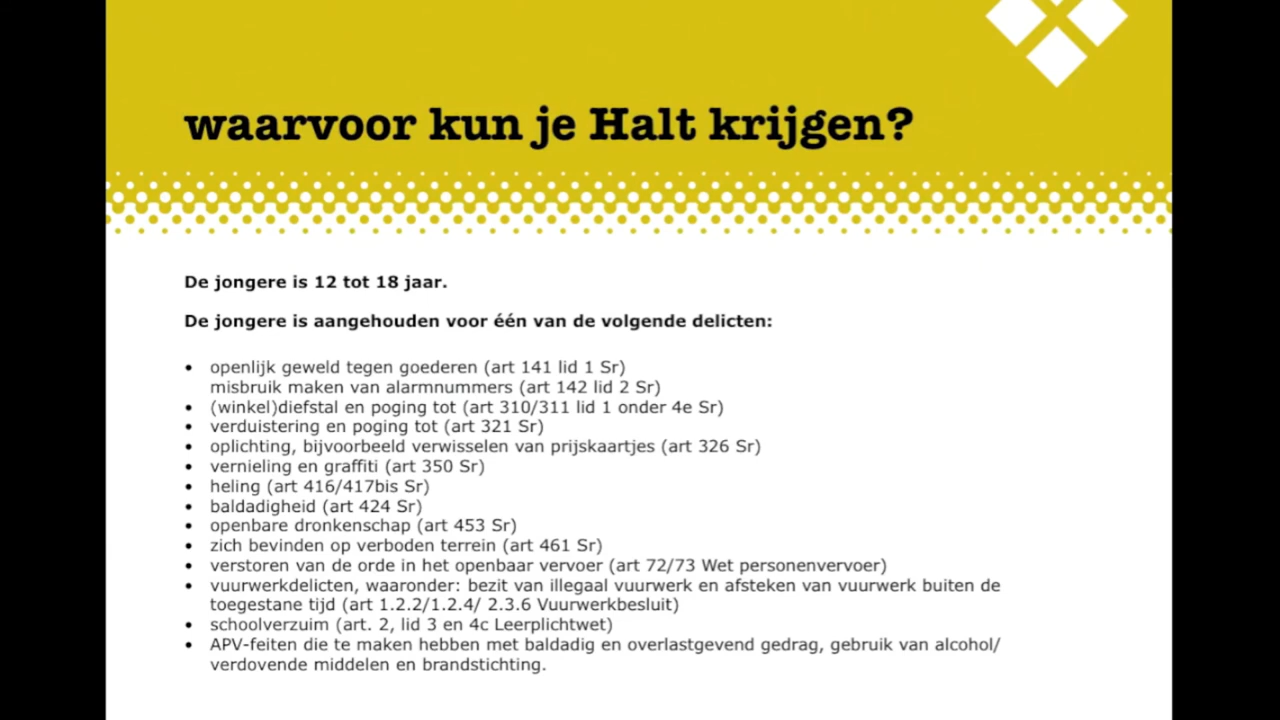 waarvoor kun je Halt krijgen?
De jongere is 12 tot 18 jaar.
De jongere is aangehouden voor één van de volgende delicten:
• openlijk geweld tegen goederen (art 141 lid 1 Sr)
misbruik maken van alarmnummers (art 142 lid 2 Sr)
• (winkel)diefstal en poging tot (art 310/311 lid 1 onder 4e Sr)
• verduistering en poging tot (art 321 Sr)
• oplichting, bijvoorbeeld verwisselen van prijskaartjes (art 326 Sr)
• vernieling en graffiti (art 350 Sr)
• heling (art 416/417bis Sr)
• baldadigheid (art 424 Sr)
• openbare dronkenschap (art 453 Sr)
• zich bevinden op verboden terrein (art 461 Sr)
• verstoren van de orde in het openbaar vervoer (art 72/73 Wet personenvervoer)
• vuurwerkdelicten, waaronder: bezit van illegaal vuurwerk en afsteken van vuurwerk buiten de
toegestane tijd (art 1.2.2/1.2.4/ 2.3.6 Vuurwerkbesluit)
• schoolverzuim (art. 2, lid 3 en 4c Leerplichtwet)
• APV-feiten die te maken hebben met baldadig en overlastgevend gedrag, gebruik van alcohol/
verdovende middelen en brandstichting.